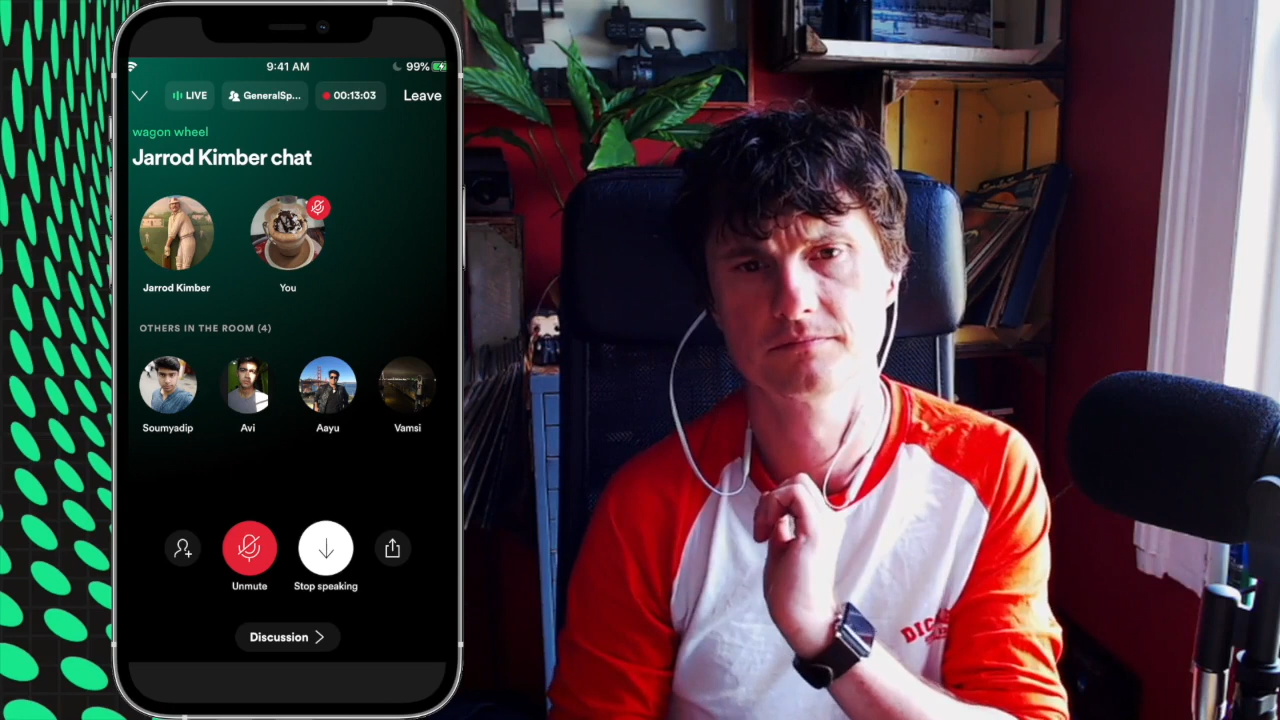 9:41 AM
99%
LIVE
GeneralSp...
00:13:03
Leave
wagon wheel
Jarrod Kimber chat
Jarrod Kimber
You
OTHERS IN THE ROOM (4)
Soumyadip
Avi
Aayu
Vamsi
Unmute
Stop speaking
Discussion